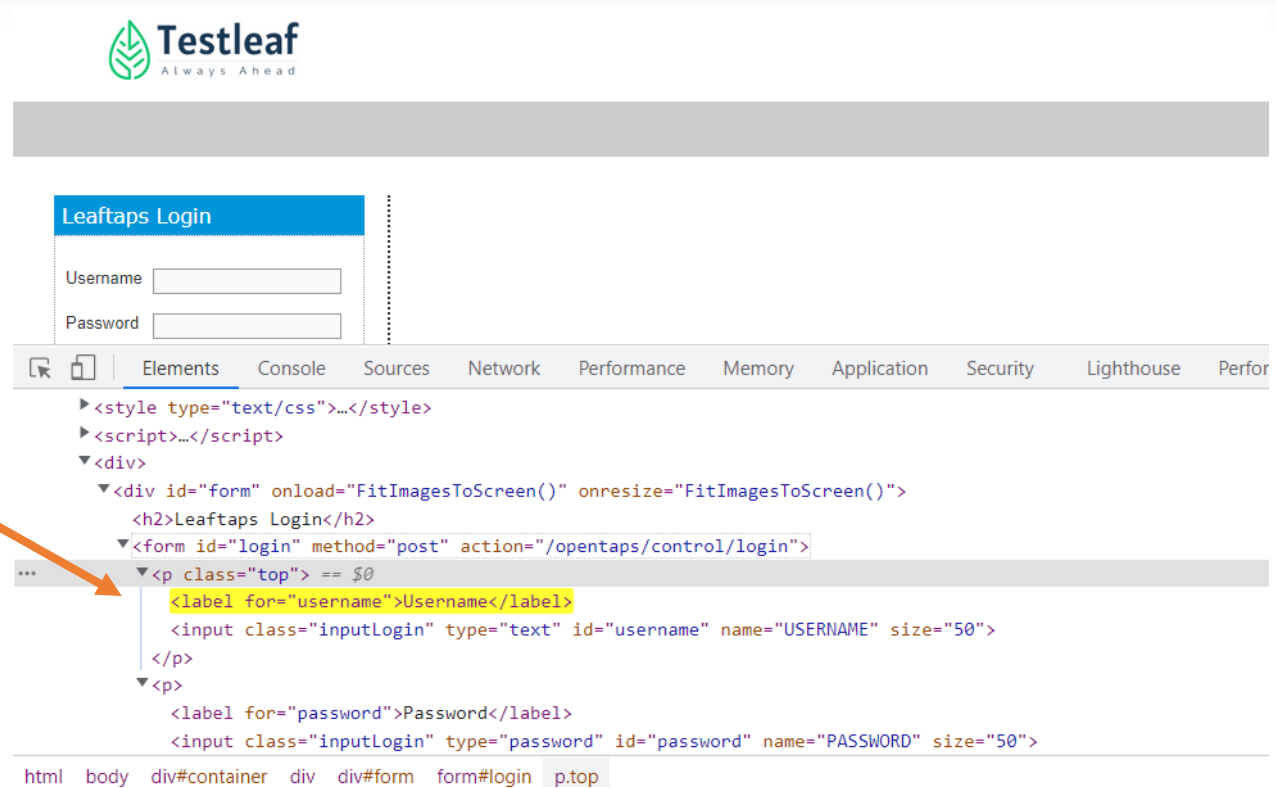 Testleaf
Always Ahead
Leaftaps Login
Username
Password
Elements Console Sources Network Performance Memory Application Security Lighthouse Perfor
<style type="text/css">…</style>
<script>…</script>
<div>
<div id="form" onload="FitImagesToScreen()" onresize="FitImagesToScreen()">
<h2>Leaftaps Login</h2>
<form id="login" method="post" action="/opentaps/control/login">
<p class="top"> == $0
<label for="username">Username</label>
<input class="inputLogin" type="text" id="username" name="USERNAME" size="50">
</p>
<p>
<label for="password">Password</label>
<input class="inputLogin" type="password" id="password" name="PASSWORD" size="50">
html body div#container div div#form form#login p.top